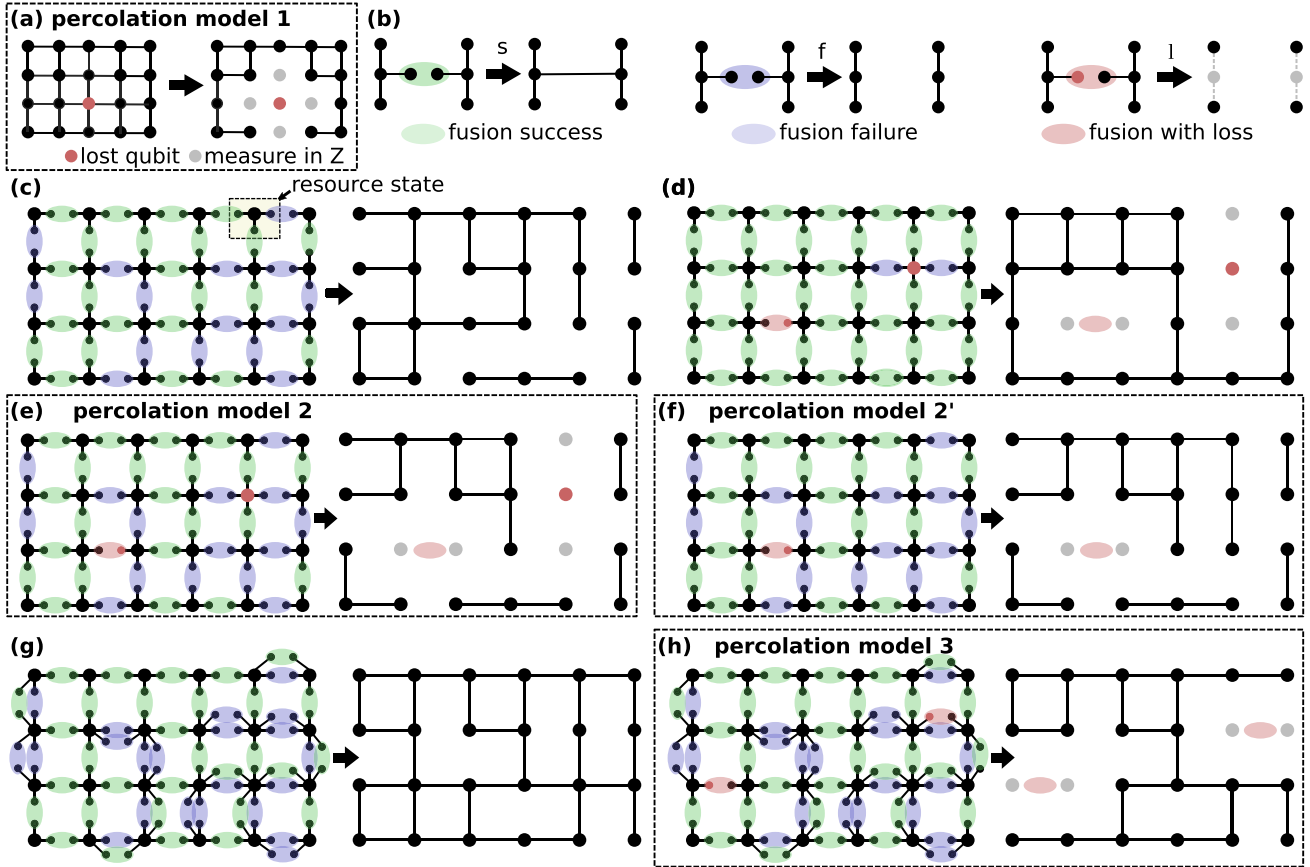 (a) percolation model 1
lost qubit measure in Z
(b)
s
f
l
fusion success
fusion failure
fusion with loss
(c)
resource state
(d)
(e) percolation model 2
(f) percolation model 2'
(g)
(h) percolation model 3